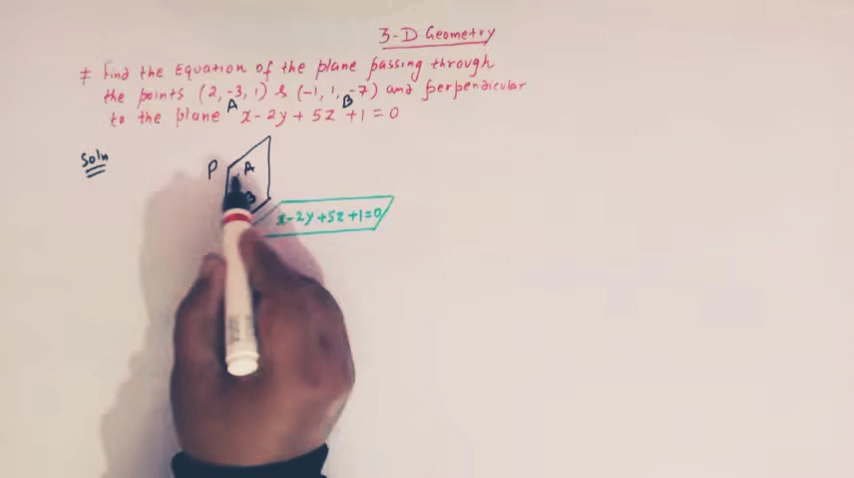 3-D Geometry
# Find the Equation of the plane passing through
the points (2, -3, 1) & (-1, 1, -7) and perpendicular
A B
to the plane x - 2y + 5z + 1 = 0
Soln
P A
B
x-2y+5z+1=0